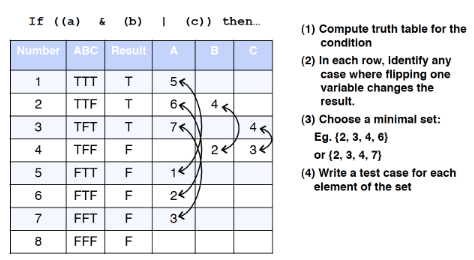 If ((a) & (b) | (c)) then…
Number ABC Result A B C
1 TTT T 5
2 TTF T 6 4
3 TFT T 7 4
4 TFF F 2 3
5 FTT F 1
6 FTF F 2
7 FFT F 3
8 FFF F
(1) Compute truth table for the
condition
(2) In each row, identify any
case where flipping one
variable changes the
result.
(3) Choose a minimal set:
Eg. {2, 3, 4, 6}
or {2, 3, 4, 7}
(4) Write a test case for each
element of the set